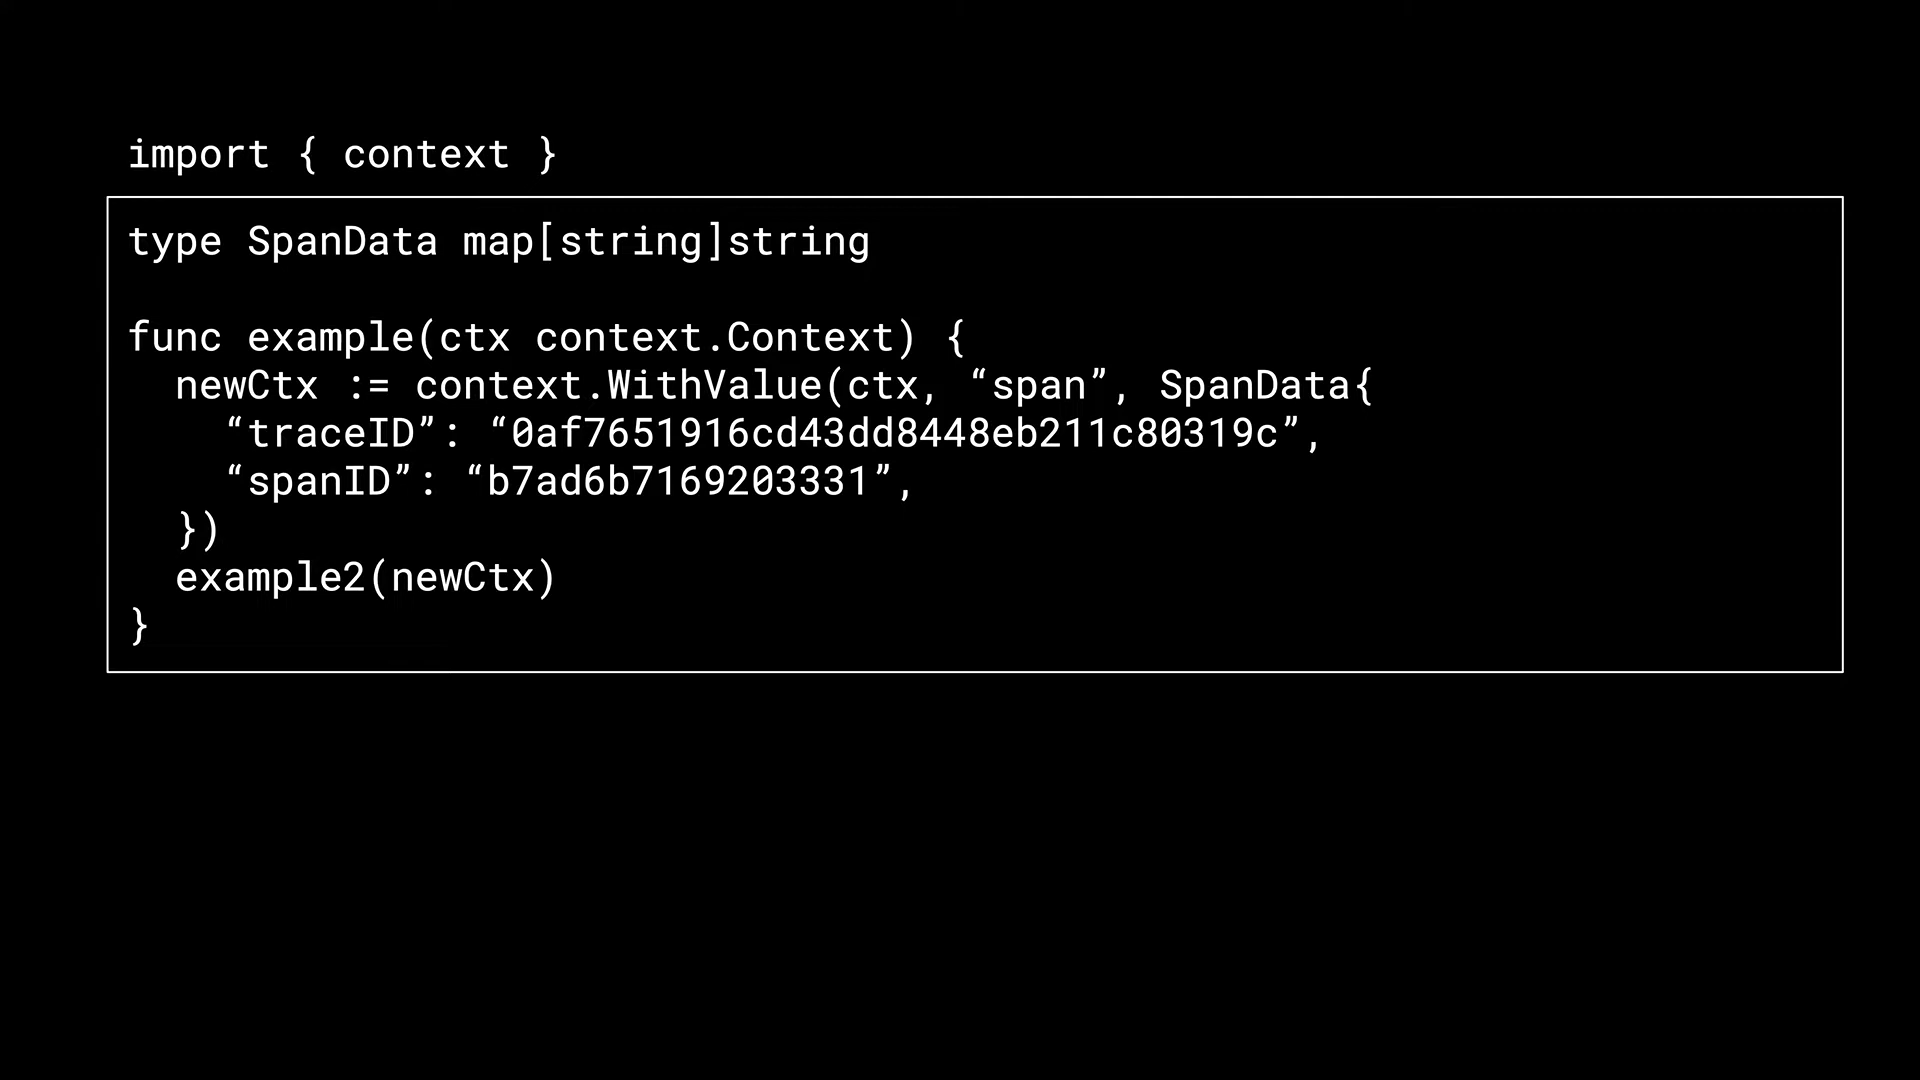 import { context }
type SpanData map[string]string
func example(ctx context.Context) {
newCtx := context.WithValue(ctx, “span”, SpanData{
“traceID”: “0af7651916cd43dd8448eb211c80319c”,
“spanID”: “b7ad6b7169203331”,
})
example2(newCtx)
}